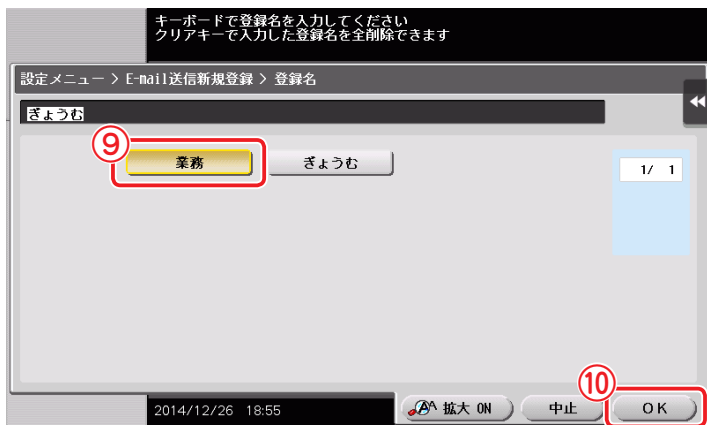 キーボードで登録名を入力してください
クリアキーで入力した登録名を全削除できます
設定メニュー > E-mail送信新規登録 > 登録名
ぎょうむ
⑨
業務 ぎょうむ
1/ 1
⑩
2014/12/26 18:55 拡大 ON 中止 OK